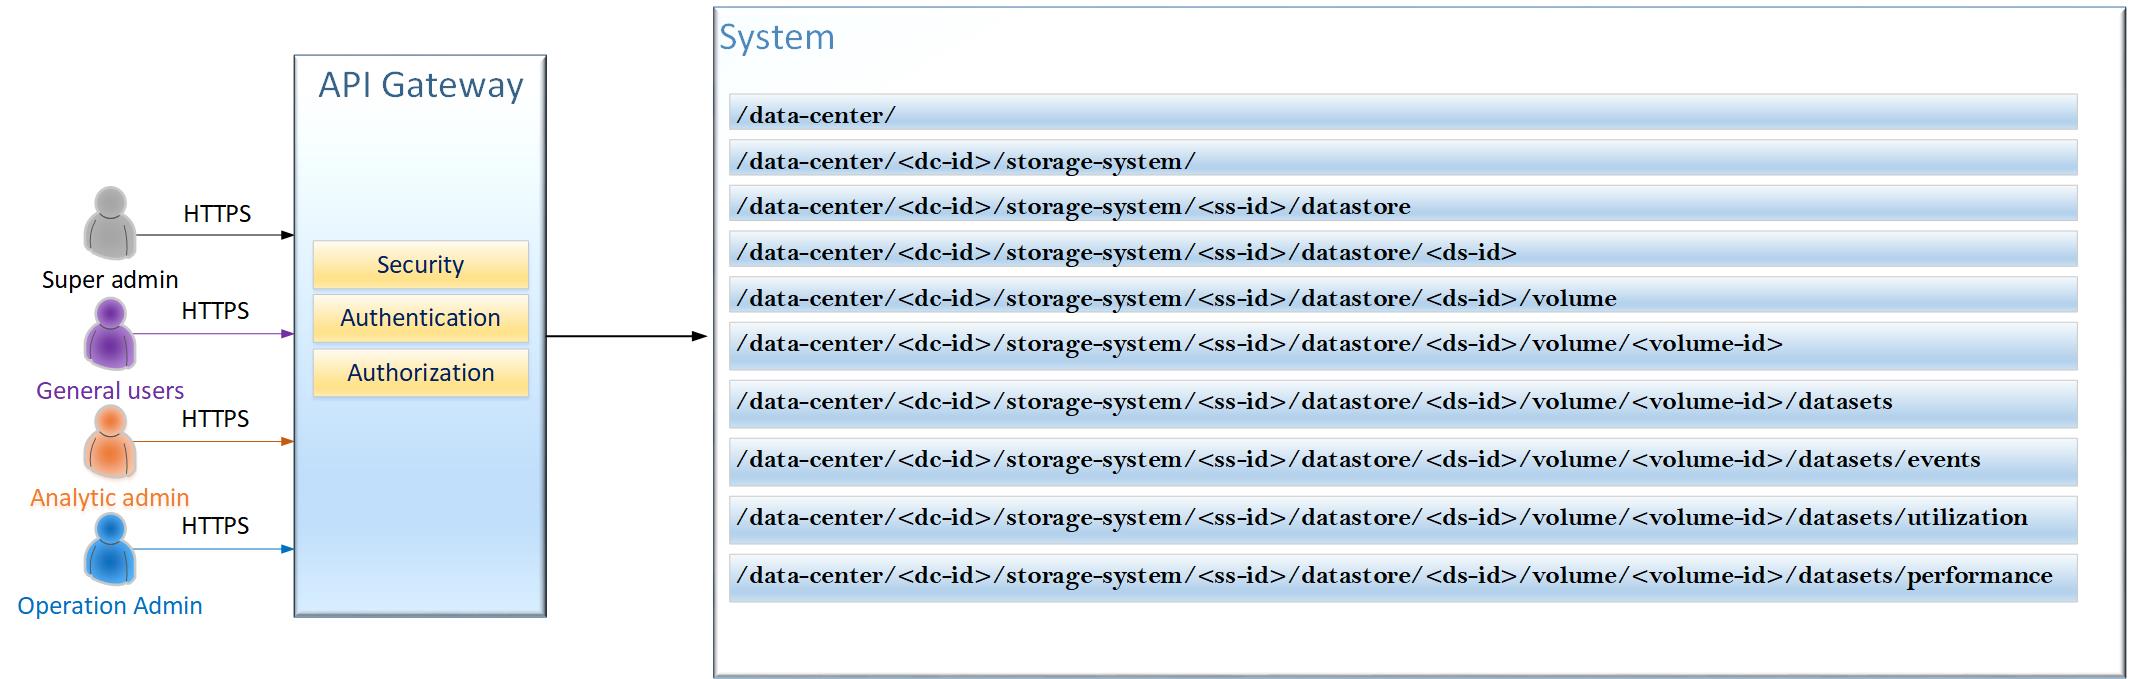 API Gateway
HTTPS
Super admin
HTTPS
General users
HTTPS
Analytic admin
HTTPS
Operation Admin
Security
Authentication
Authorization
System
/data-center/
/data-center/<dc-id>/storage-system/
/data-center/<dc-id>/storage-system/<ss-id>/datastore
/data-center/<dc-id>/storage-system/<ss-id>/datastore/<ds-id>
/data-center/<dc-id>/storage-system/<ss-id>/datastore/<ds-id>/volume
/data-center/<dc-id>/storage-system/<ss-id>/datastore/<ds-id>/volume/<volume-id>
/data-center/<dc-id>/storage-system/<ss-id>/datastore/<ds-id>/volume/<volume-id>/datasets
/data-center/<dc-id>/storage-system/<ss-id>/datastore/<ds-id>/volume/<volume-id>/datasets/events
/data-center/<dc-id>/storage-system/<ss-id>/datastore/<ds-id>/volume/<volume-id>/datasets/utilization
/data-center/<dc-id>/storage-system/<ss-id>/datastore/<ds-id>/volume/<volume-id>/datasets/performance